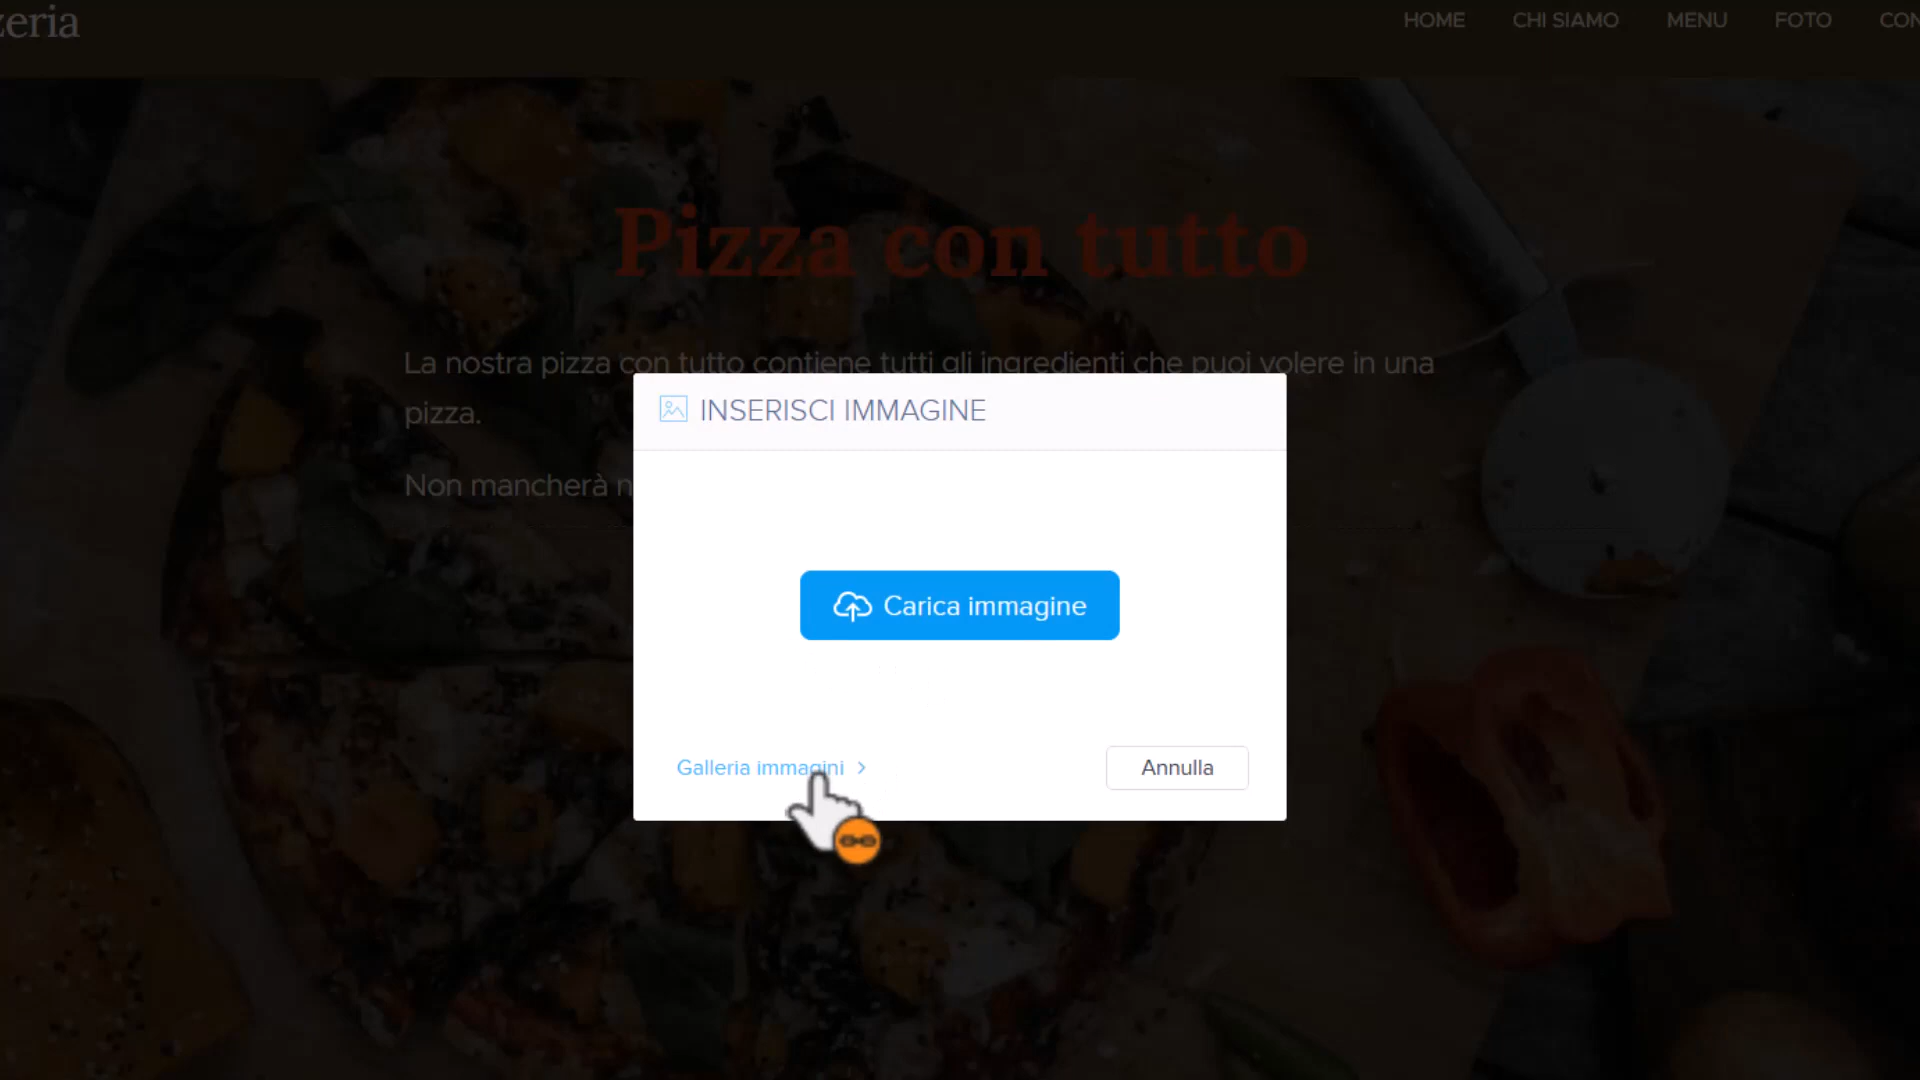 HOME CHI SIAMO MENU FOTO
Pizza con tutto
La nostra pizza con tutto contiene tutti gli ingredienti che puoi volere in una
pizza.
Non mancherà
INSERISCI IMMAGINE
Carica immagine
Galleria immagini >
Annulla